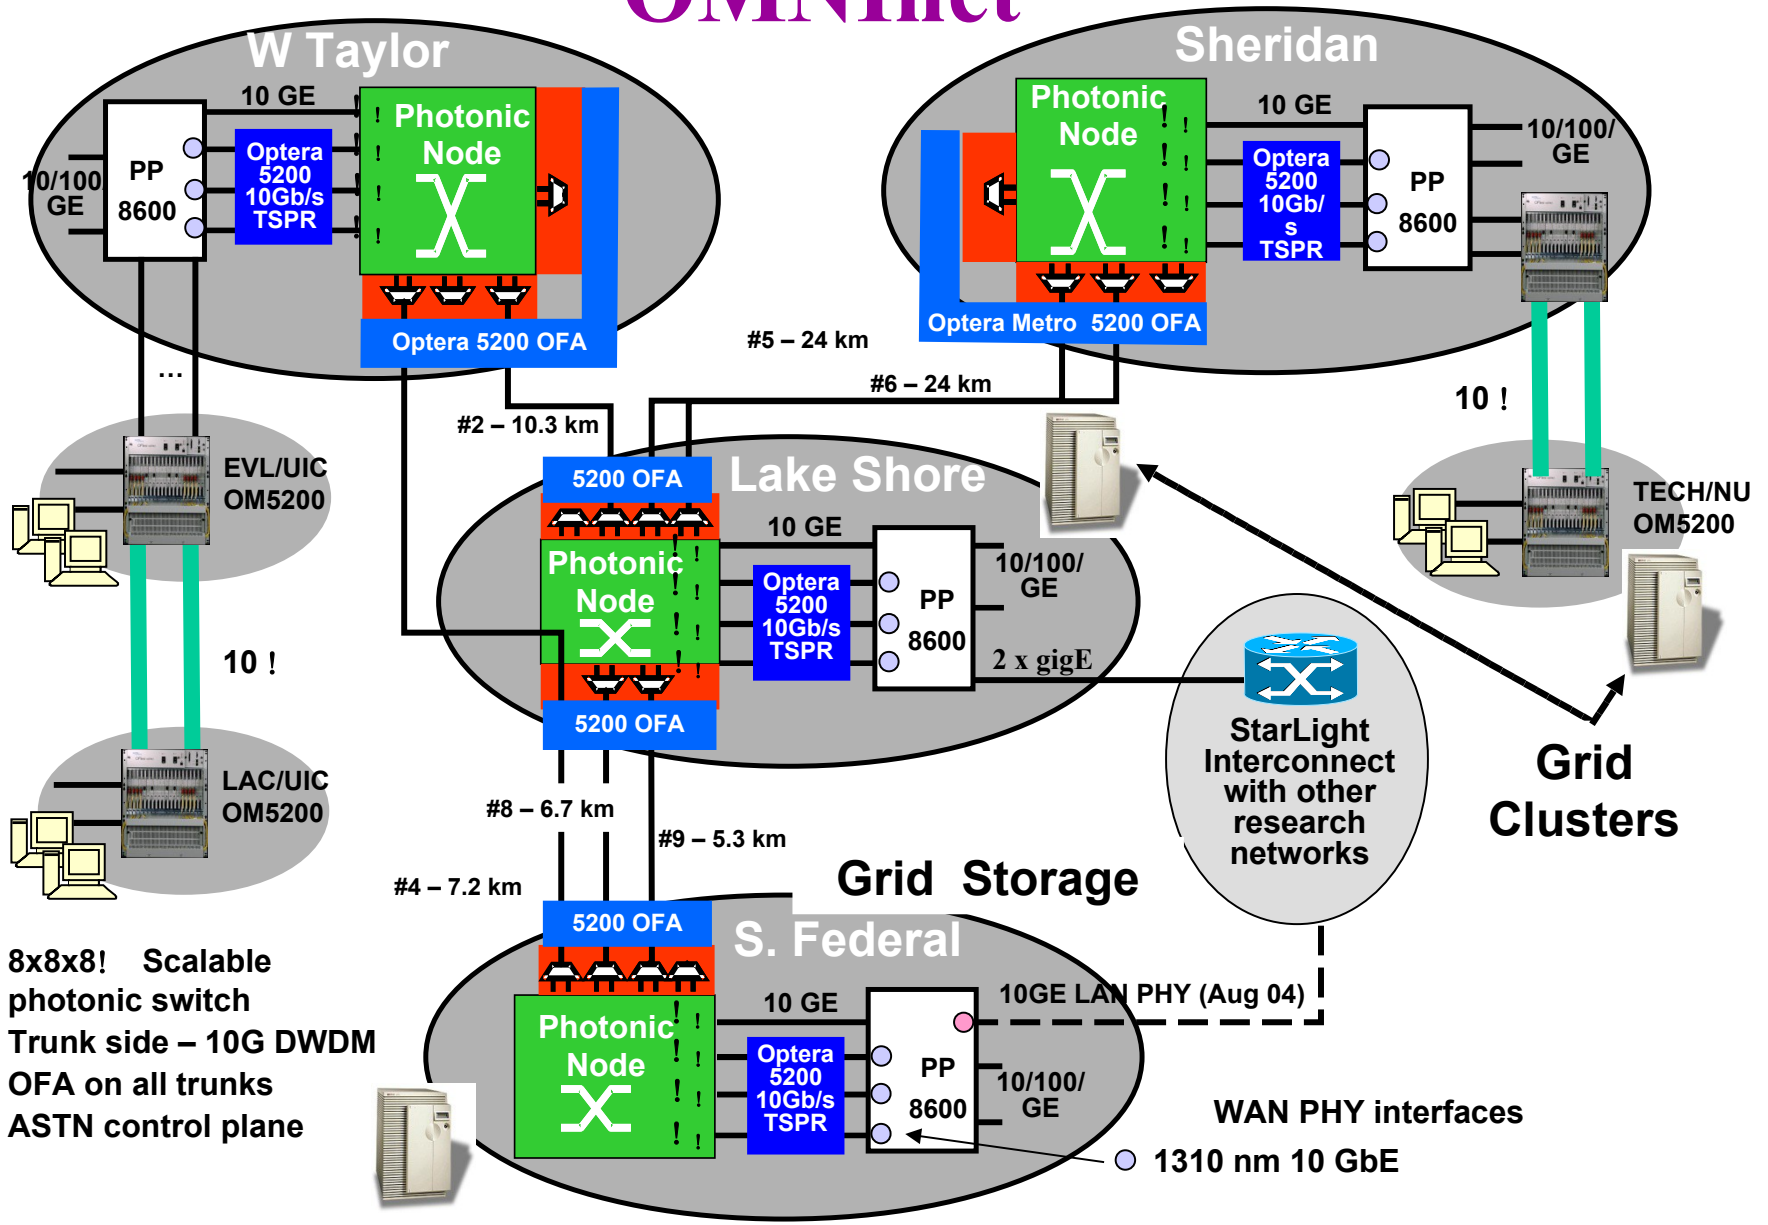 OMNInet
W Taylor
10 GE
Photonic
Node
!
!
!
!
!
!
!
!
10/100/
GE
PP
8600
Optera
5200
10Gb/s
TSPR
Optera 5200 OFA
...
Sheridan
Photonic
Node
!
!
!
!
!
!
!
!
10 GE
Optera
5200
10Gb/
s
TSPR
PP
8600
10/100/
GE
Optera Metro 5200 OFA
#5 – 24 km
#6 – 24 km
#2 – 10.3 km
10 !
EVL/UIC
OM5200
10 !
LAC/UIC
OM5200
TECH/NU
OM5200
Lake Shore
5200 OFA
Photonic
Node
!
!
!
!
!
!
!
!
10 GE
Optera
5200
10Gb/s
TSPR
PP
8600
10/100/
GE
2 x gigE
5200 OFA
StarLight
Interconnect
with other
research
networks
Grid
Clusters
#8 – 6.7 km
#9 – 5.3 km
#4 – 7.2 km
Grid Storage
5200 OFA
S. Federal
Photonic
Node
!
!
!
!
!
!
!
!
10 GE
Optera
5200
10Gb/s
TSPR
PP
8600
10GE LAN PHY (Aug 04)
10/100/
GE
8x8x8! Scalable
photonic switch
Trunk side – 10G DWDM
OFA on all trunks
ASTN control plane
WAN PHY interfaces
1310 nm 10 GbE